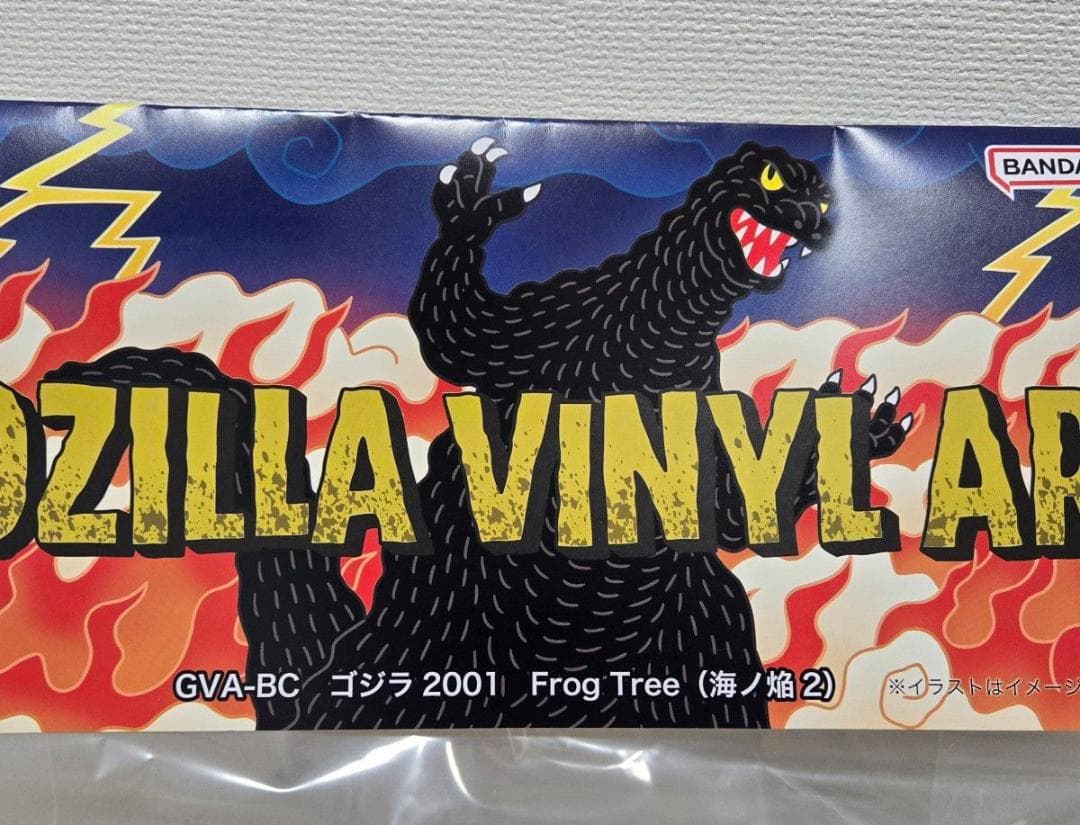 BANDA
DZILLA VINYL AR
GVA-BC ゴジラ 2001 Frog Tree（海ノ焔 2）
※イラストはイメージ